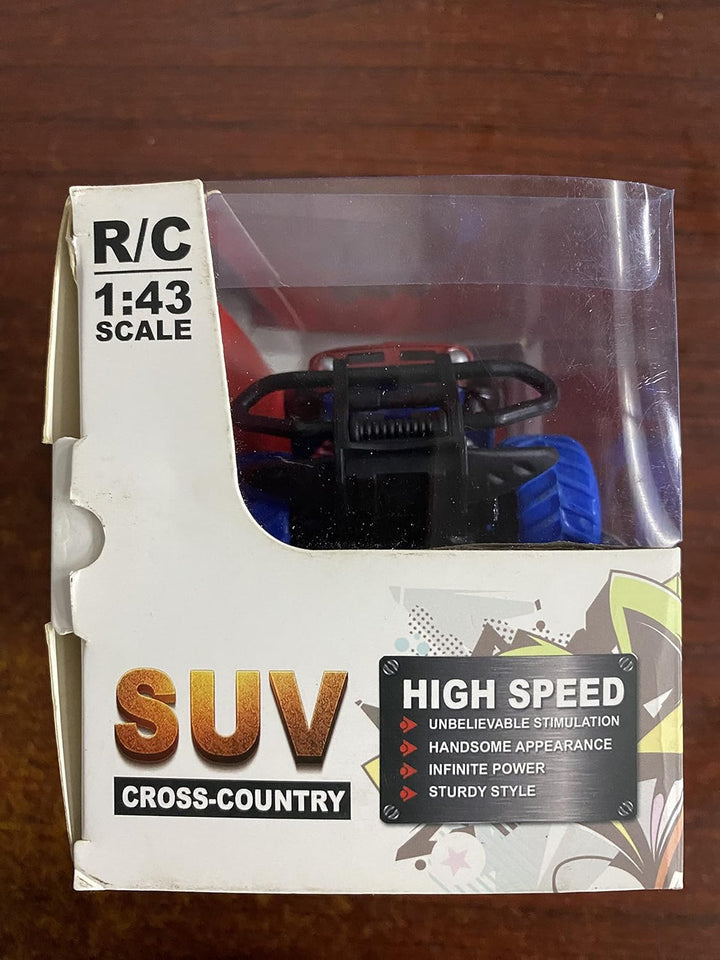 R/C
1:43
SCALE
SUV
CROSS-COUNTRY
HIGH SPEED
UNBELIEVABLE STIMULATION
HANDSOME APPEARANCE
INFINITE POWER
STURDY STYLE